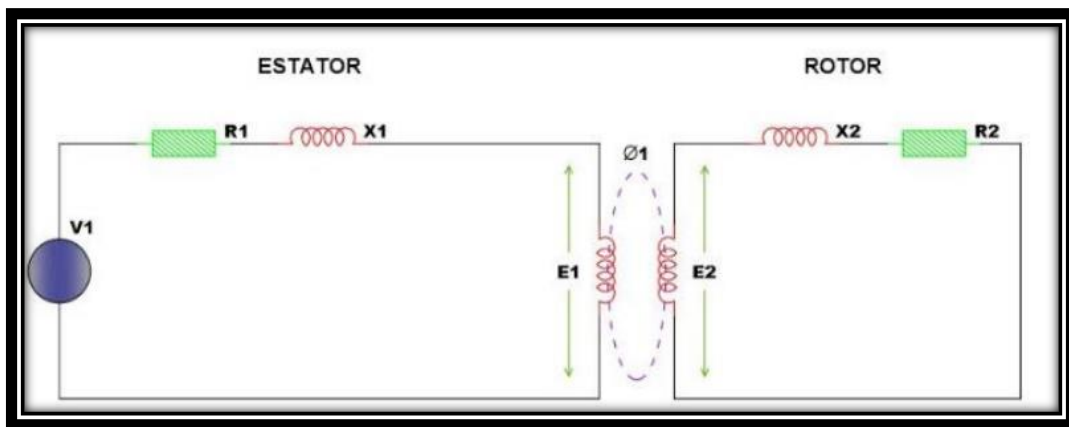 ESTATOR ROTOR
R1 X1 X2 R2
Ø1
V1
E1 E2